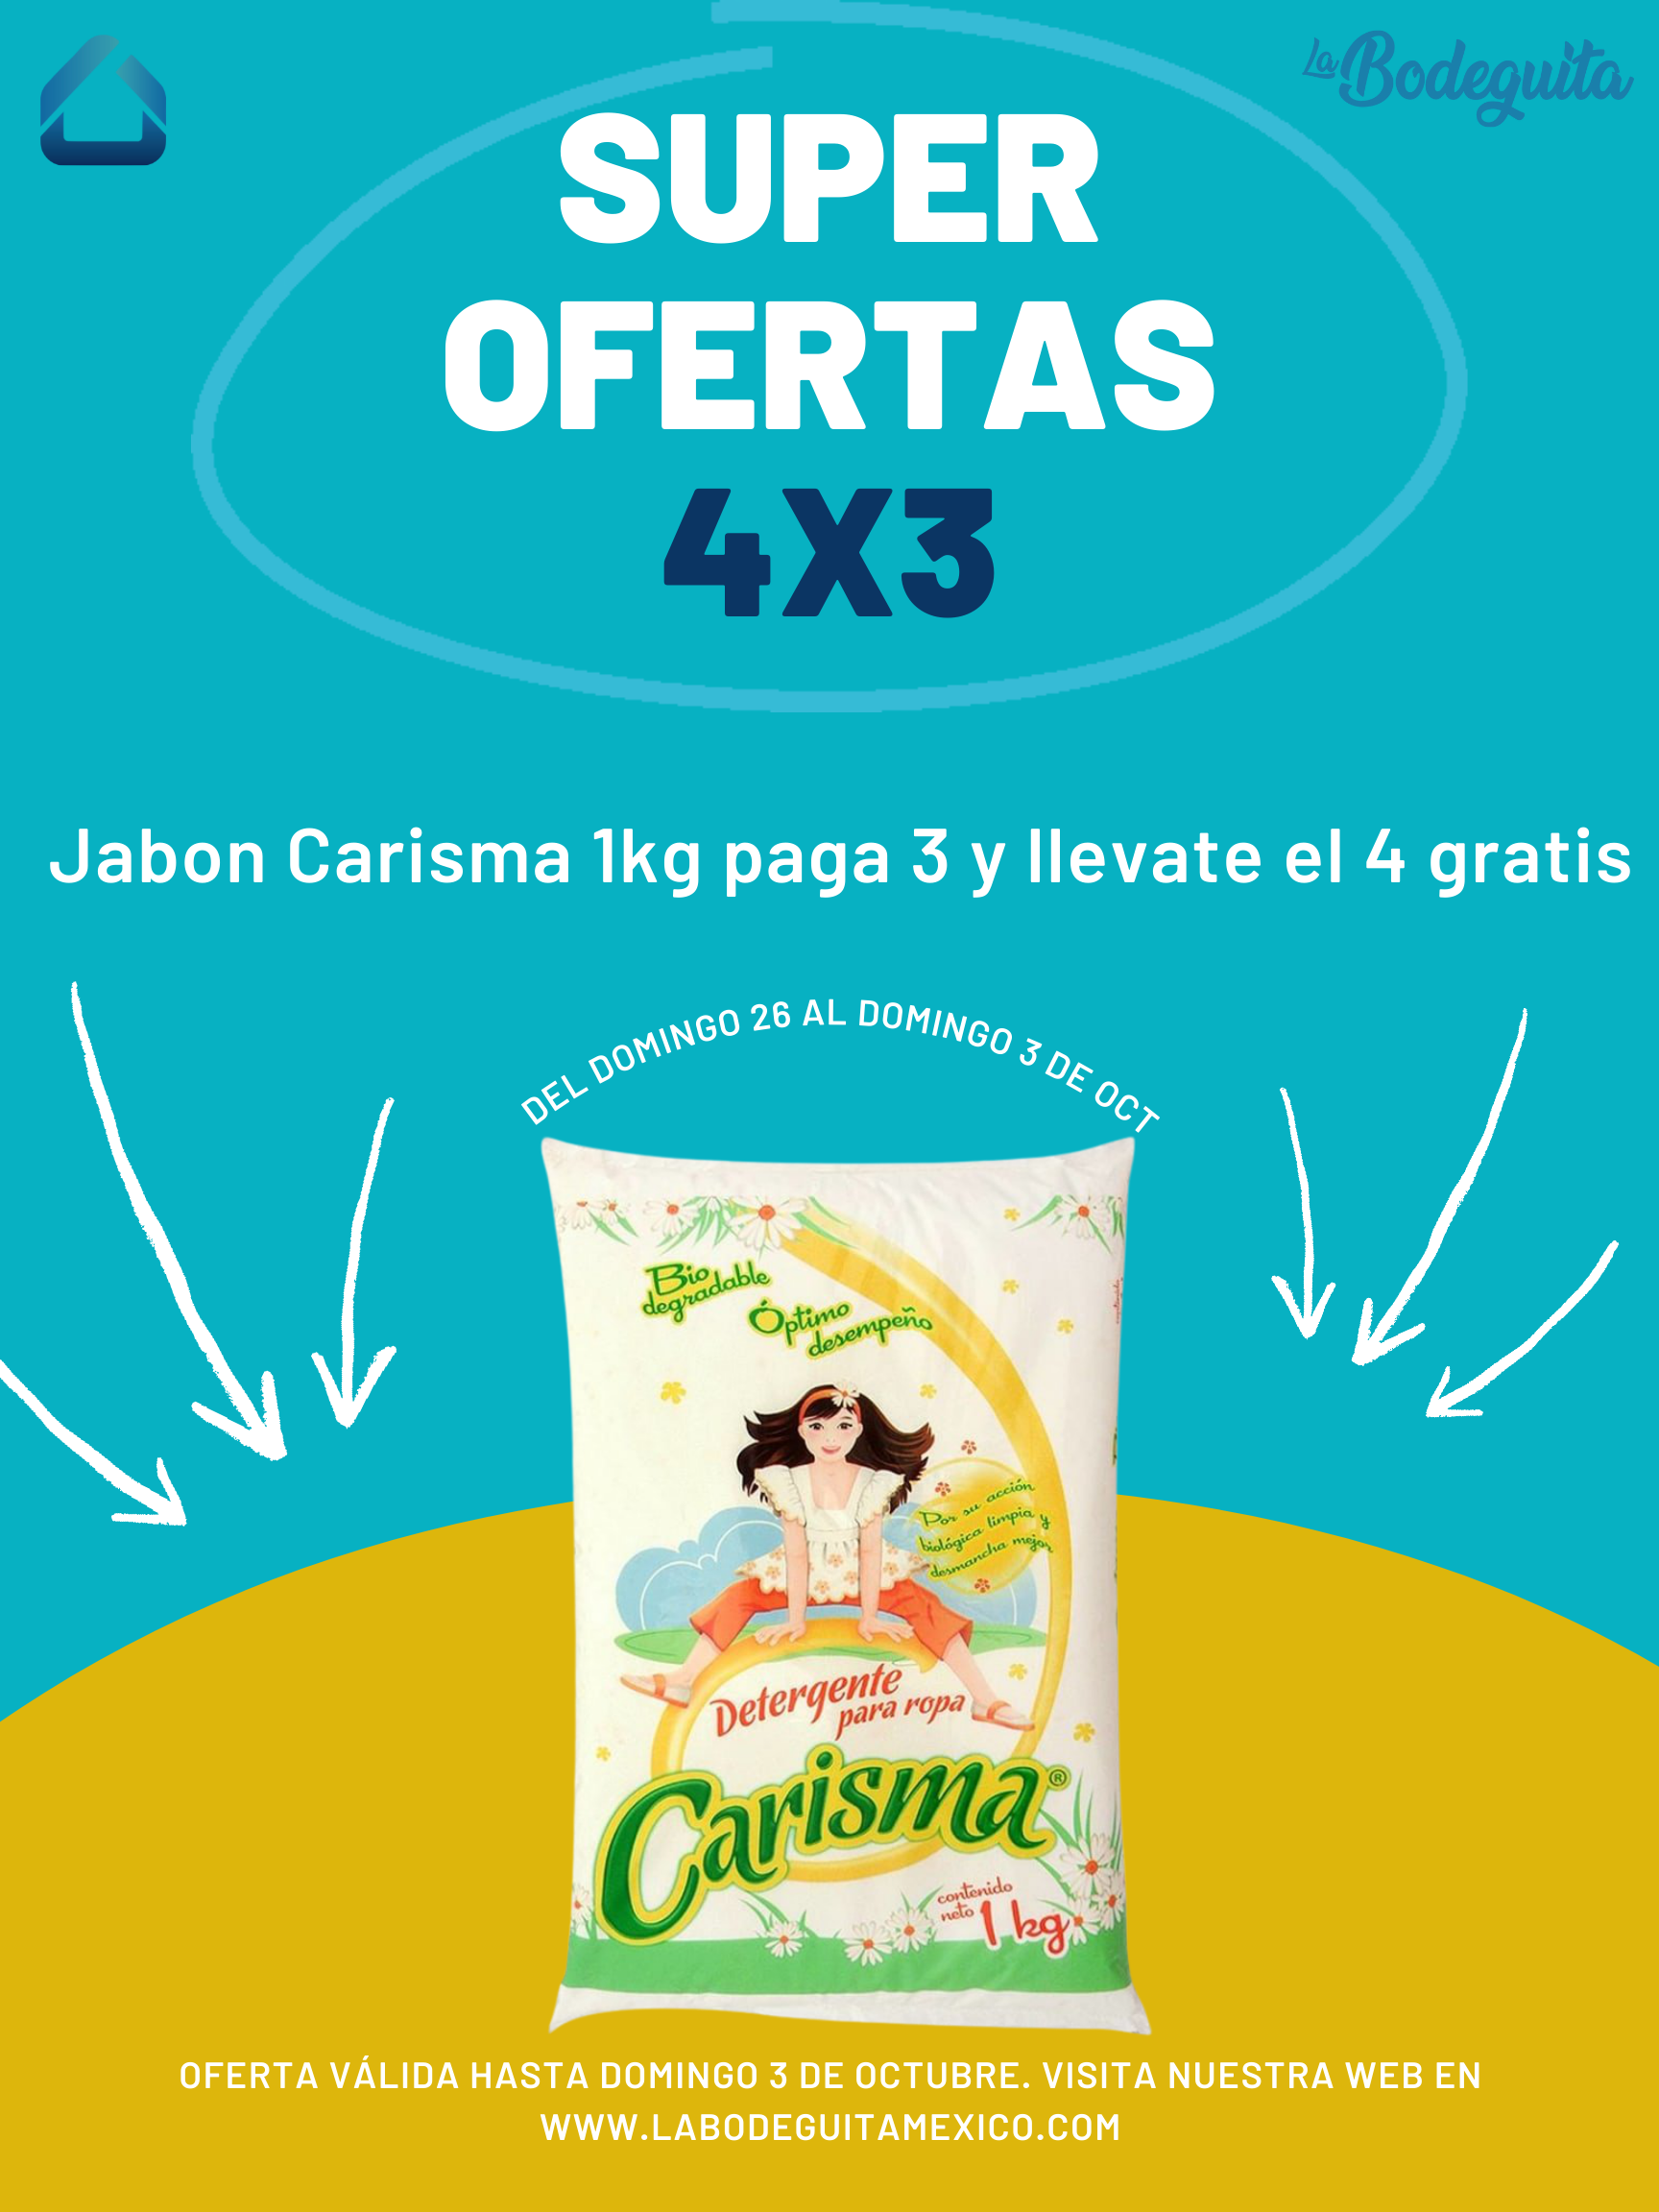 La Bodeguita
SUPER
OFERTAS
4X3
Jabon Carisma 1kg paga 3 y llevate el 4 gratis
DEL DOMINGO 26 AL DOMINGO 3 DE OCT
Bio
degradable
Óptimo
desempeño
Por su acción
biológica limpia y
desmancha mejor
Detergente
para ropa
Carisma®
contenido
neto 1 kg
OFERTA VÁLIDA HASTA DOMINGO 3 DE OCTUBRE. VISITA NUESTRA WEB EN
WWW.LABODEGUITAMEXICO.COM